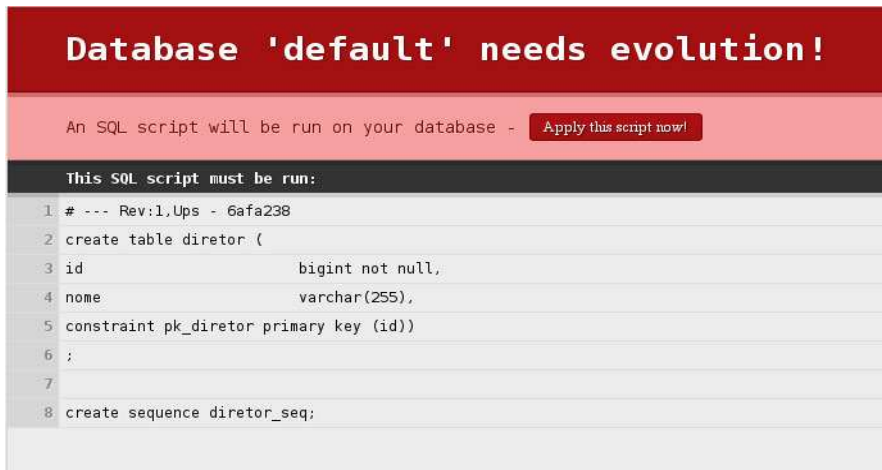 Database 'default' needs evolution!
An SQL script will be run on your database - Apply this script now!
This SQL script must be run:
1 # --- Rev:1,Ups - 6afa238
2 create table diretor (
3 id bigint not null,
4 nome varchar(255),
5 constraint pk_diretor primary key (id))
6 ;
7
8 create sequence diretor_seq;